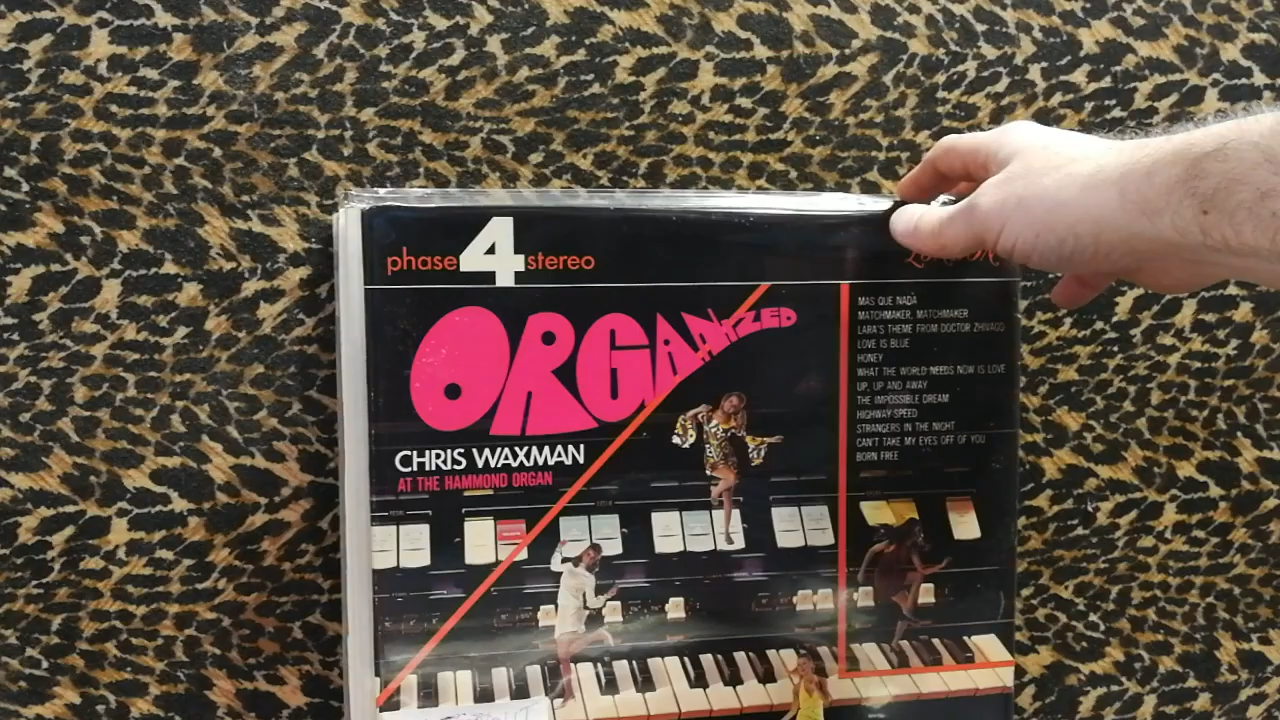 phase 4 stereo
ORGANIZED
CHRIS WAXMAN
AT THE HAMMOND ORGAN
MAS QUE NADA
MATCHMAKER, MATCHMAKER
LARA'S THEME FROM DOCTOR ZHIVAGO
LOVE IS BLUE
HONEY
WHAT THE WORLD NEEDS NOW IS LOVE
UP, UP AND AWAY
THE IMPOSSIBLE DREAM
HIGHWAY SPEED
STRANGERS IN THE NIGHT
CAN'T TAKE MY EYES OFF OF YOU
BORN FREE